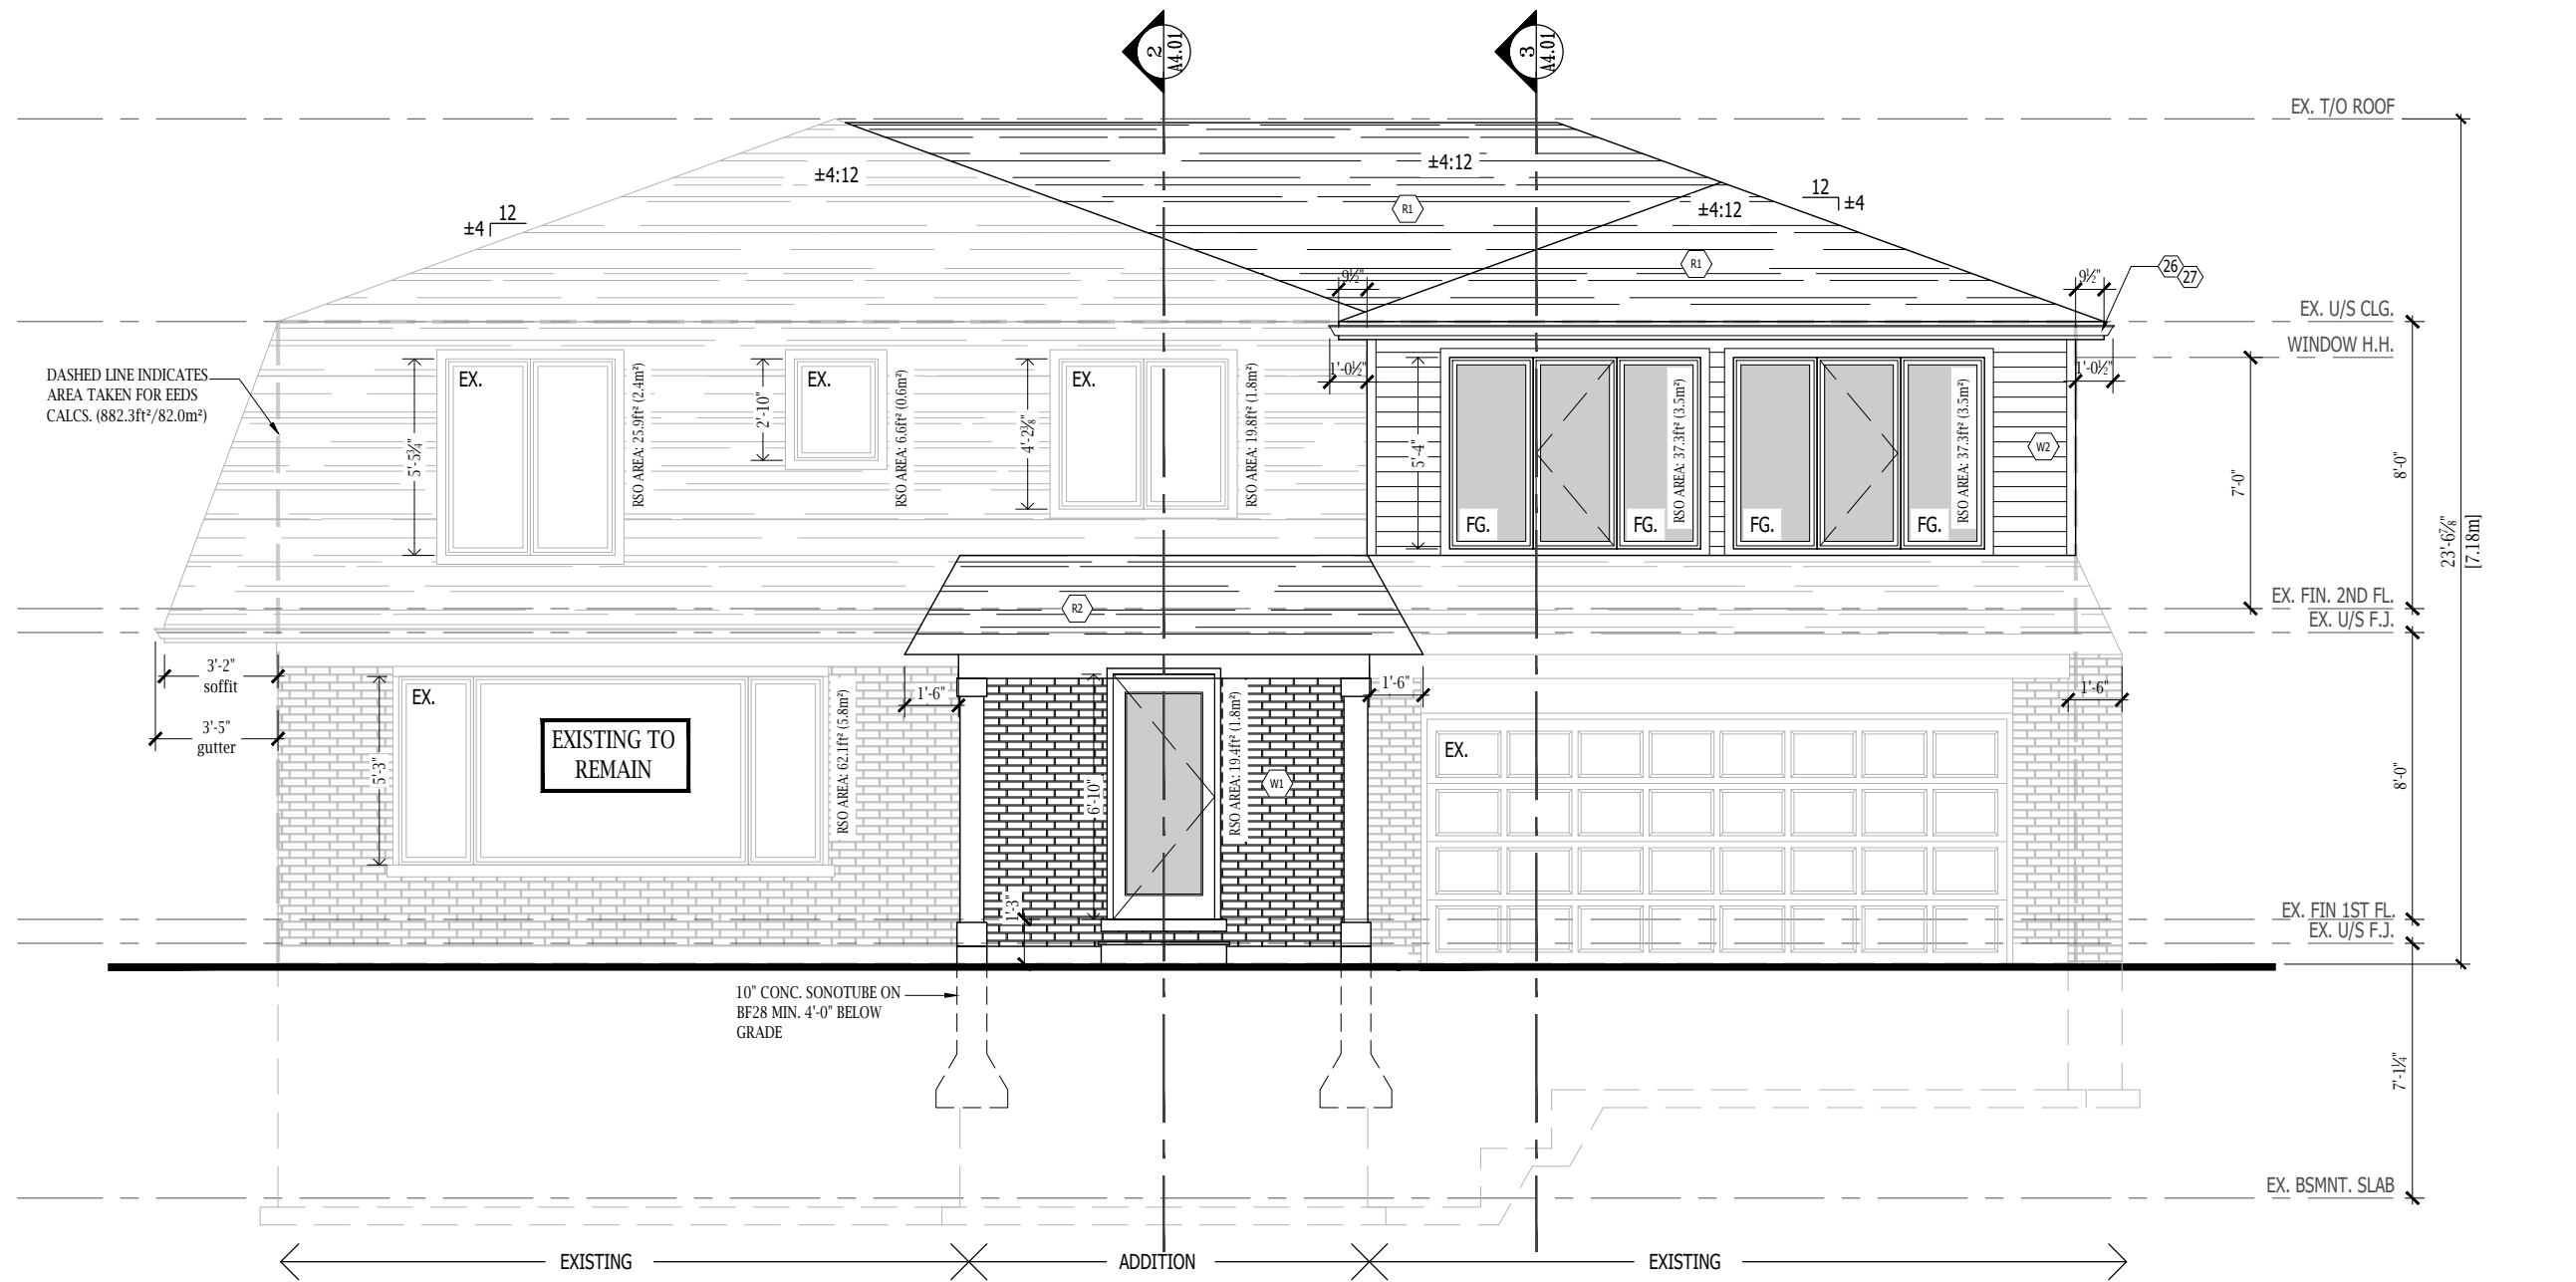 2
A4.01
3
A4.01
EX. T/O ROOF
±4:12
±4:12
±4:12
12
±4
12
±4
R1
R1
26
27
9½"
9½"
EX. U/S CLG.
WINDOW H.H.
1'-0½"
1'-0½"
DASHED LINE INDICATES
AREA TAKEN FOR EEDS
CALCS. (882.3ft²/82.0m²)
EX.
5'-5¾"
RSO AREA: 25.9ft² (2.4m²)
EX.
2'-10"
RSO AREA: 6.6ft² (0.6m²)
EX.
4'-2⅜"
RSO AREA: 19.8ft² (1.8m²)
5'-4"
FG.
FG.
RSO AREA: 37.3ft² (3.5m²)
FG.
FG.
RSO AREA: 37.3ft² (3.5m²)
W2
7'-0"
8'-0"
23'-6⅞"
[7.18m]
R2
EX. FIN. 2ND FL.
EX. U/S F.J.
3'-2"
soffit
3'-5"
gutter
EX.
5'-3"
EXISTING TO
REMAIN
RSO AREA: 62.1ft² (5.8m²)
1'-6"
6'-10"
RSO AREA: 19.4ft² (1.8m²)
W1
1'-6"
EX.
1'-6"
8'-0"
1'-3"
EX. FIN 1ST FL.
EX. U/S F.J.
10" CONC. SONOTUBE ON
BF28 MIN. 4'-0" BELOW
GRADE
7'-1¼"
EX. BSMNT. SLAB
EXISTING
ADDITION
EXISTING